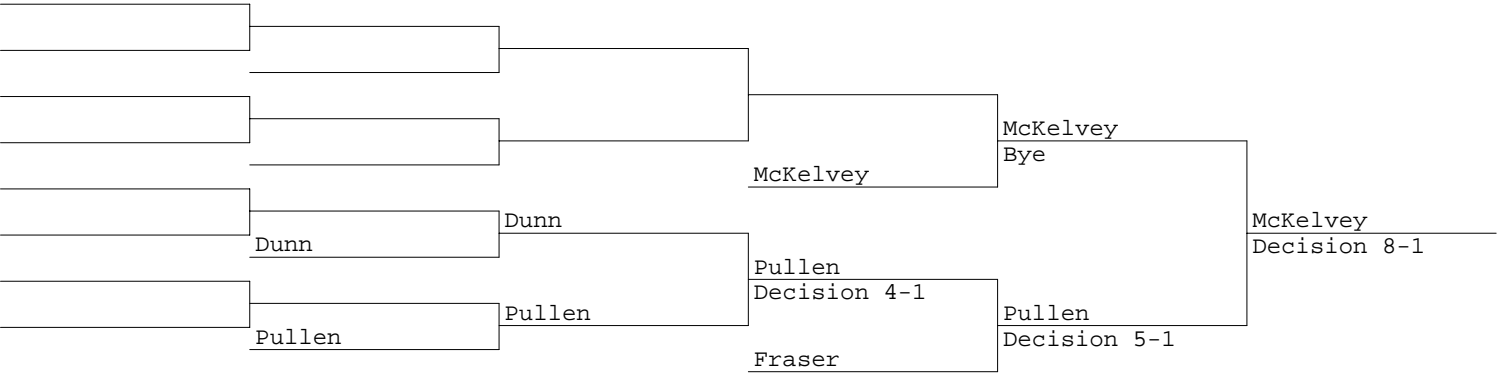 McKelvey
Bye
McKelvey
Dunn
McKelvey
Dunn
Decision 8-1
Pullen
Decision 4-1
Pullen
Pullen
Pullen
Decision 5-1
Fraser